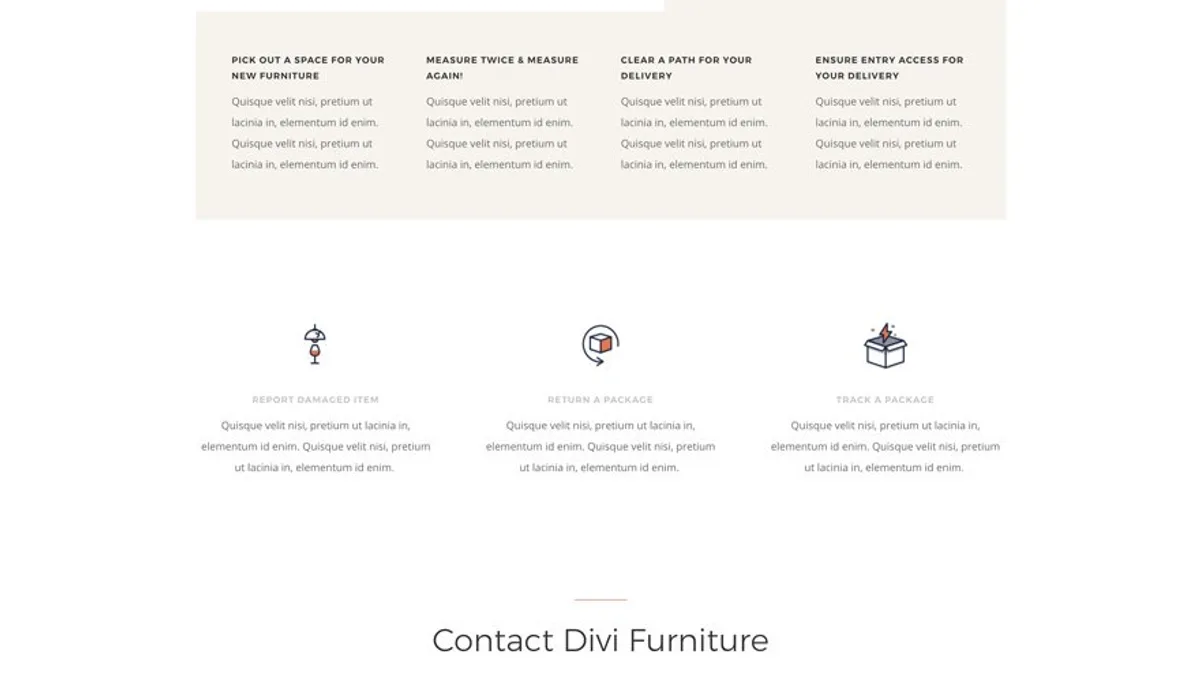 PICK OUT A SPACE FOR YOUR
NEW FURNITURE
Quisque velit nisi, pretium ut
lacinia in, elementum id enim.
Quisque velit nisi, pretium ut
lacinia in, elementum id enim.
MEASURE TWICE & MEASURE
AGAIN!
Quisque velit nisi, pretium ut
lacinia in, elementum id enim.
Quisque velit nisi, pretium ut
lacinia in, elementum id enim.
CLEAR A PATH FOR YOUR
DELIVERY
Quisque velit nisi, pretium ut
lacinia in, elementum id enim.
Quisque velit nisi, pretium ut
lacinia in, elementum id enim.
ENSURE ENTRY ACCESS FOR
YOUR DELIVERY
Quisque velit nisi, pretium ut
lacinia in, elementum id enim.
Quisque velit nisi, pretium ut
lacinia in, elementum id enim.
REPORT DAMAGED ITEM
Quisque velit nisi, pretium ut lacinia in,
elementum id enim. Quisque velit nisi, pretium
ut lacinia in, elementum id enim.
RETURN A PACKAGE
Quisque velit nisi, pretium ut lacinia in,
elementum id enim. Quisque velit nisi, pretium
ut lacinia in, elementum id enim.
TRACK A PACKAGE
Quisque velit nisi, pretium ut lacinia in,
elementum id enim. Quisque velit nisi, pretium
ut lacinia in, elementum id enim.
Contact Divi Furniture